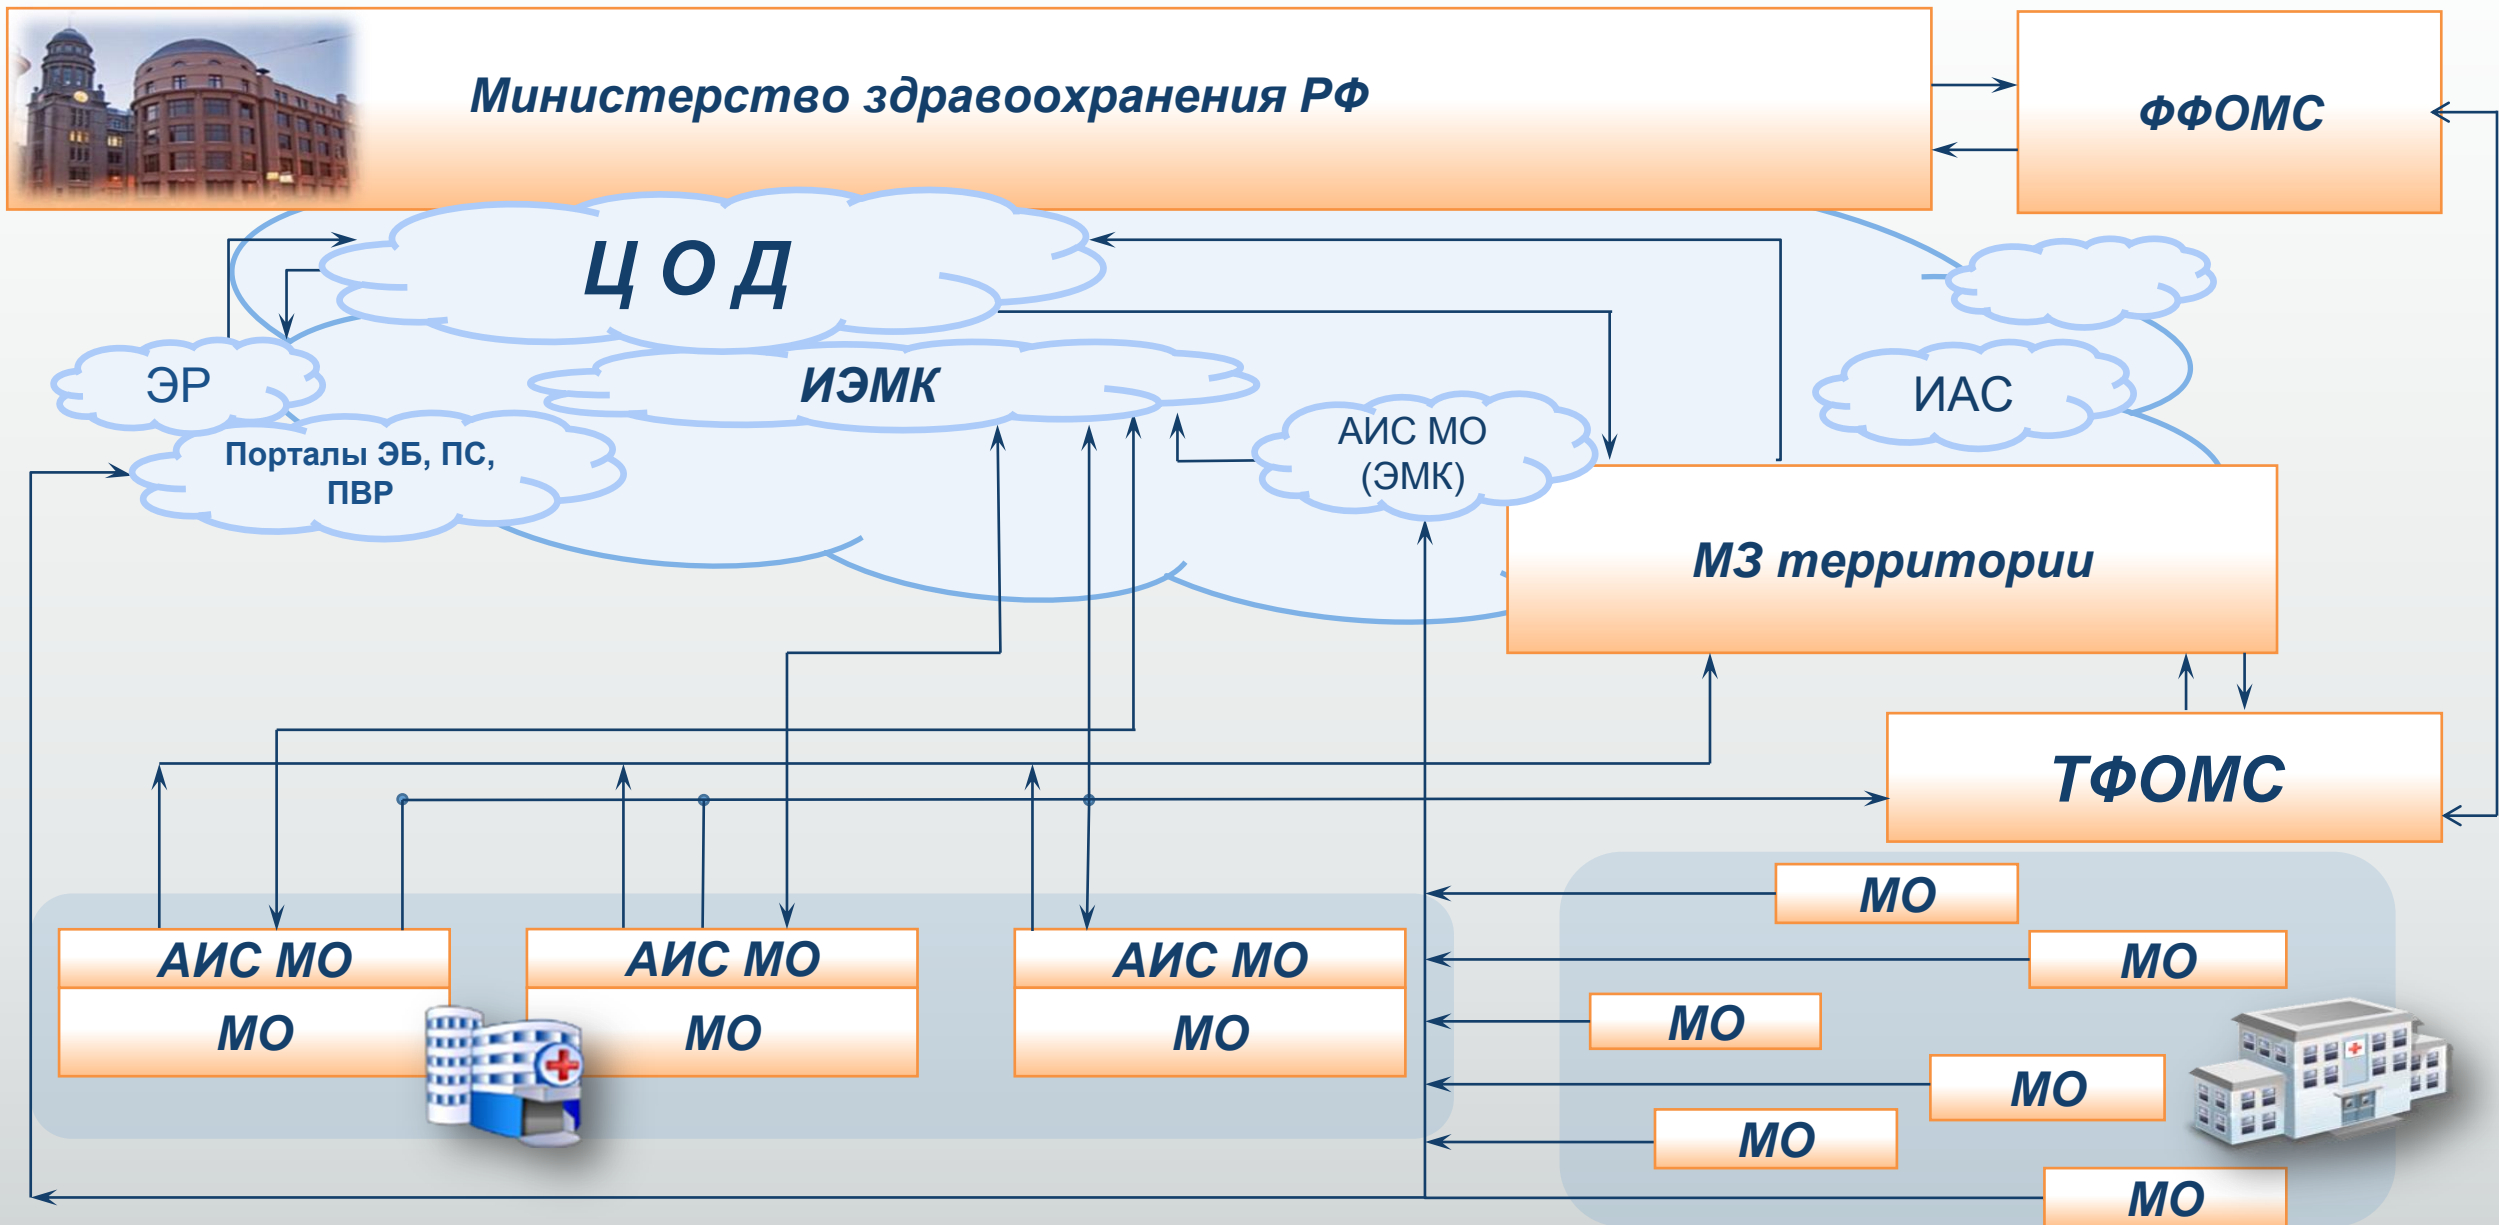 Министерство здравоохранения РФ
ФФОМС
Ц О Д
ЭР
ИЭМК
ИАС
АИС МО
(ЭМК)
Порталы ЭБ, ПС,
ПВР
МЗ территории
ТФОМС
МО
АИС МО
АИС МО
АИС МО
МО
МО
МО
МО
МО
МО
МО
МО